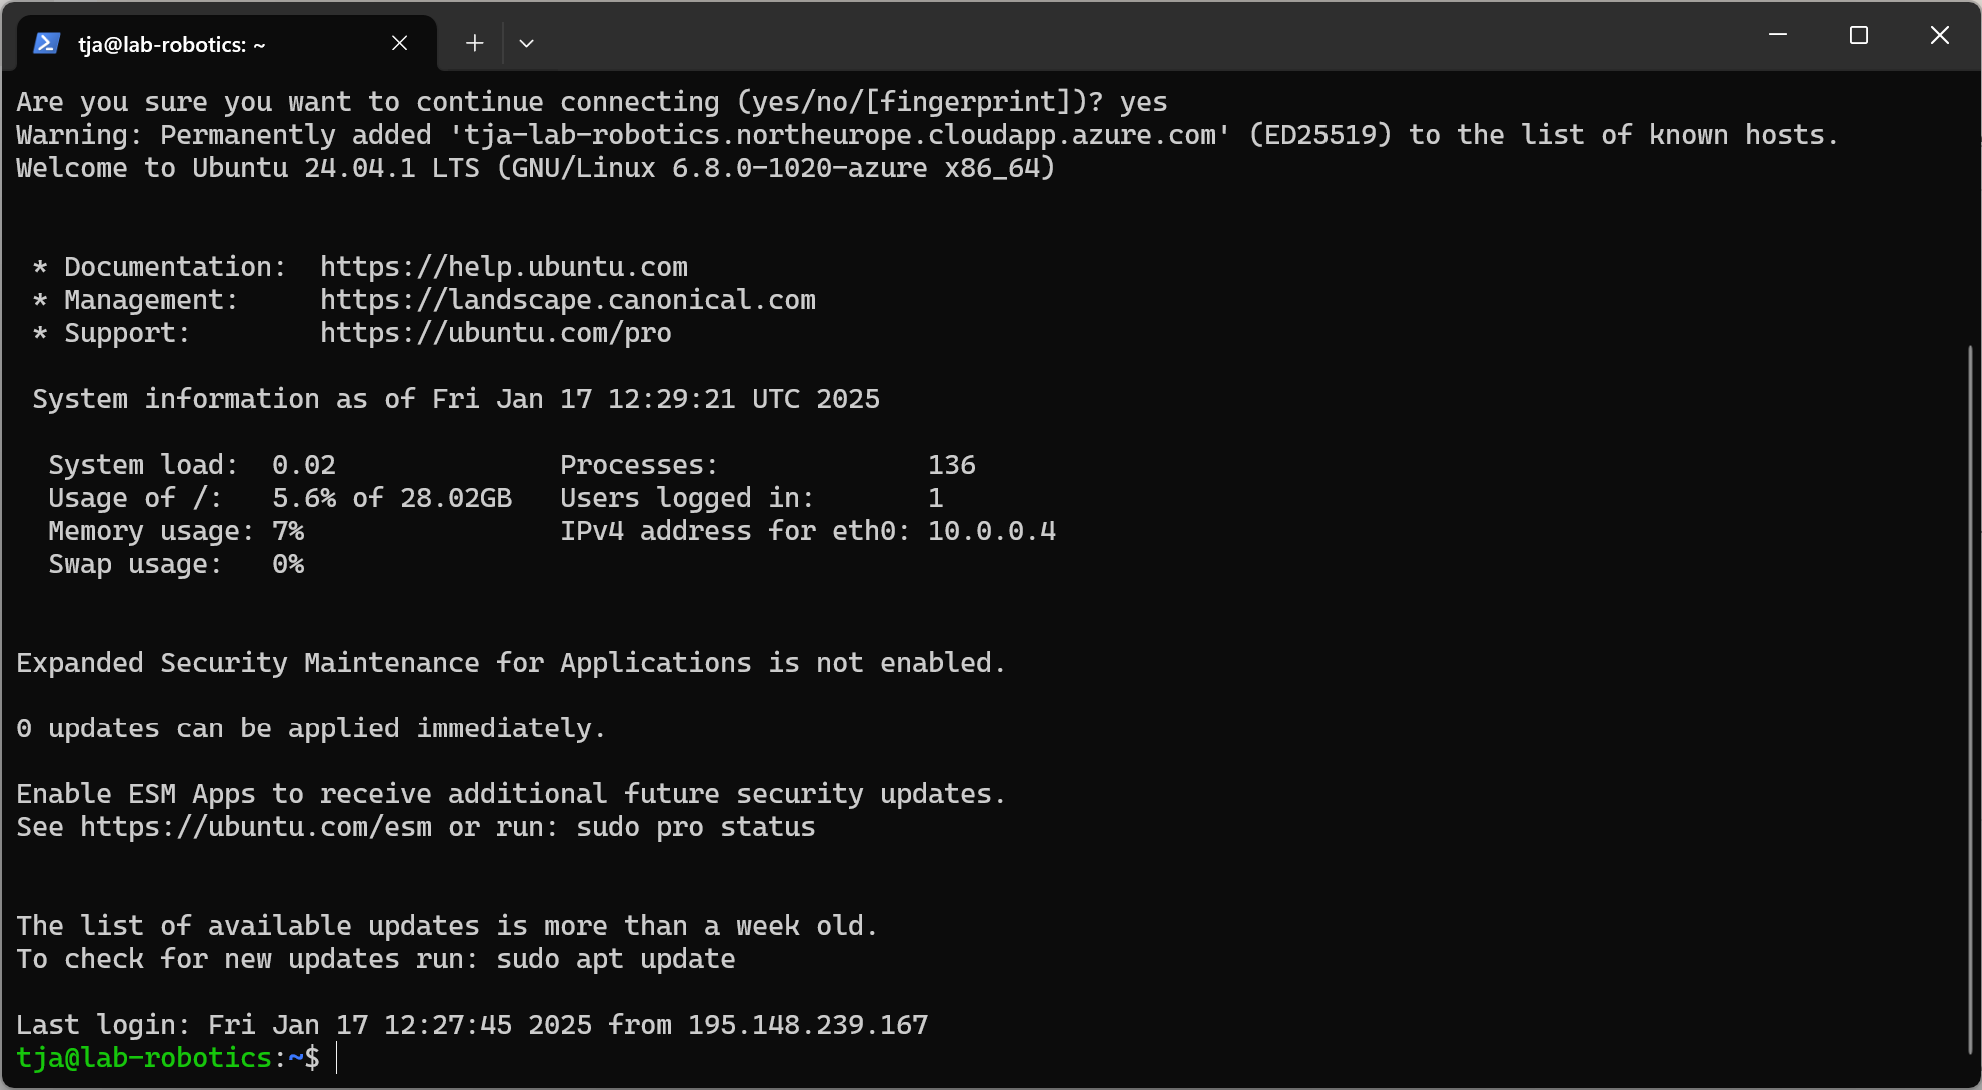 tja@lab-robotics: ~
Are you sure you want to continue connecting (yes/no/[fingerprint])? yes
Warning: Permanently added 'tja-lab-robotics.northeurope.cloudapp.azure.com' (ED25519) to the list of known hosts.
Welcome to Ubuntu 24.04.1 LTS (GNU/Linux 6.8.0-1020-azure x86_64)
* Documentation:  https://help.ubuntu.com
* Management:     https://landscape.canonical.com
* Support:        https://ubuntu.com/pro
System information as of Fri Jan 17 12:29:21 UTC 2025
System load:  0.02              Processes:             136
Usage of /:   5.6% of 28.02GB   Users logged in:       1
Memory usage: 7%                IPv4 address for eth0: 10.0.0.4
Swap usage:   0%
Expanded Security Maintenance for Applications is not enabled.
0 updates can be applied immediately.
Enable ESM Apps to receive additional future security updates.
See https://ubuntu.com/esm or run: sudo pro status
The list of available updates is more than a week old.
To check for new updates run: sudo apt update
Last login: Fri Jan 17 12:27:45 2025 from 195.148.239.167
tja@lab-robotics:~$